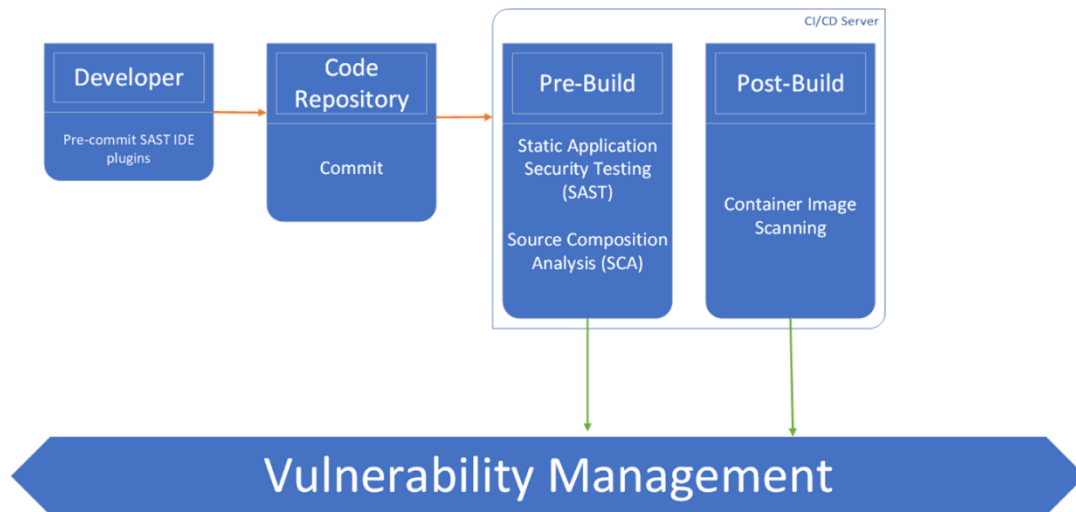 CI/CD Server
Developer
Pre-commit SAST IDE
plugins
Code
Repository
Commit
Pre-Build
Static Application
Security Testing
(SAST)
Source Composition
Analysis (SCA)
Post-Build
Container Image
Scanning
Vulnerability Management